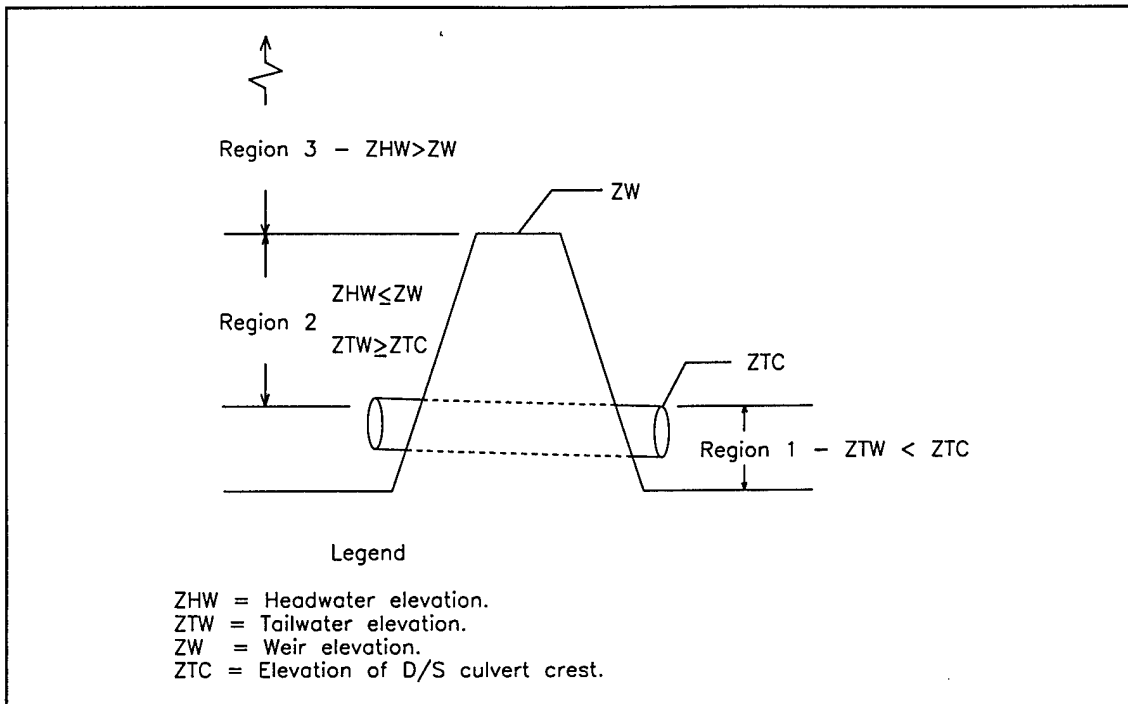 Region 3 – ZHW>ZW
ZW
ZHW≤ZW
Region 2
ZTW≥ZTC
ZTC
Region 1 – ZTW < ZTC
Legend
ZHW = Headwater elevation.
ZTW = Tailwater elevation.
ZW = Weir elevation.
ZTC = Elevation of D/S culvert crest.